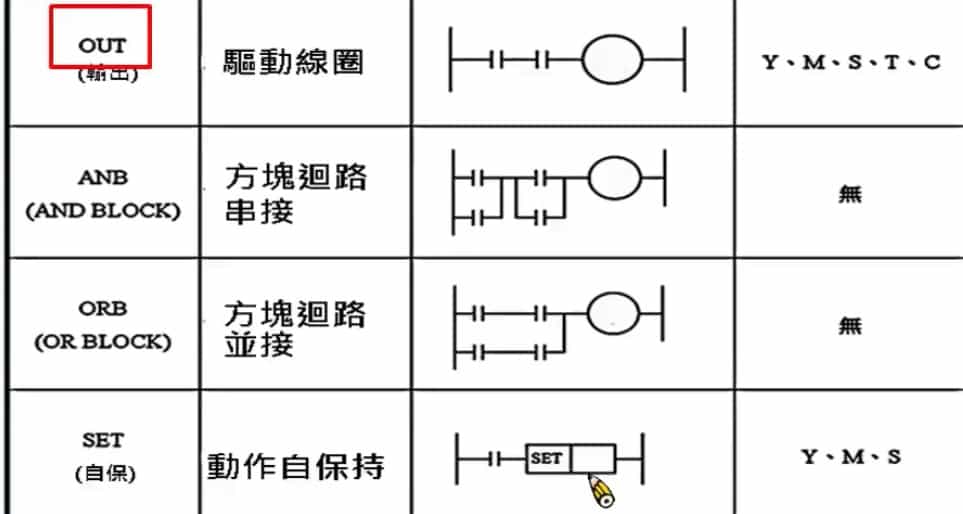 OUT
(輸出)
驅動線圈
Y、M、S、T、C
ANB
(AND BLOCK)
方塊迴路
串接
無
ORB
(OR BLOCK)
方塊迴路
並接
無
SET
(自保)
動作自保持
SET
Y、M、S